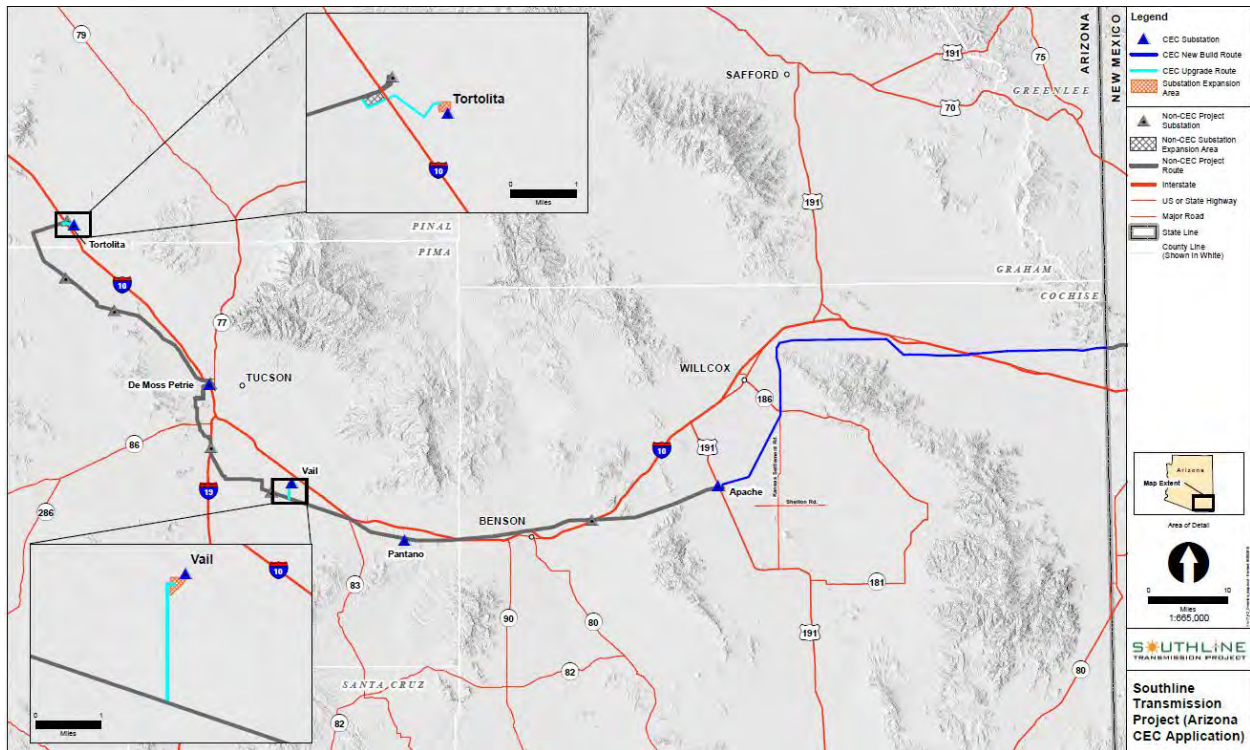 79
Tortolita
10
0 1
Miles
SAFFORD
191
75
GREENLEE
70
ARIZONA
NEW MEXICO
191
Tortolita
PINAL
PIMA
10
77
GRAHAM
COCHISE
De Moss Petrie
TUCSON
WILLCOX
186
86
10
191
Kansas Settlement Rd.
Vail
19
Apache
Shelton Rd.
286
BENSON
Pantano
Vail
10
83
181
90
80
191
0 1
Miles
SANTA CRUZ
82
82
80
Legend
CEC Substation
CEC New Build Route
CEC Upgrade Route
Substation Expansion
Area
Non-CEC Project
Substation
Non-CEC Substation
Expansion Area
Non-CEC Project
Route
Interstate
US or State Highway
Major Road
State Line
County Line
(Shown in White)
Arizona
Map Extent
Area of Detail
0 10
Miles
1:665,000
SOUTHLINE
TRANSMISSION PROJECT
Southline
Transmission
Project (Arizona
CEC Application)